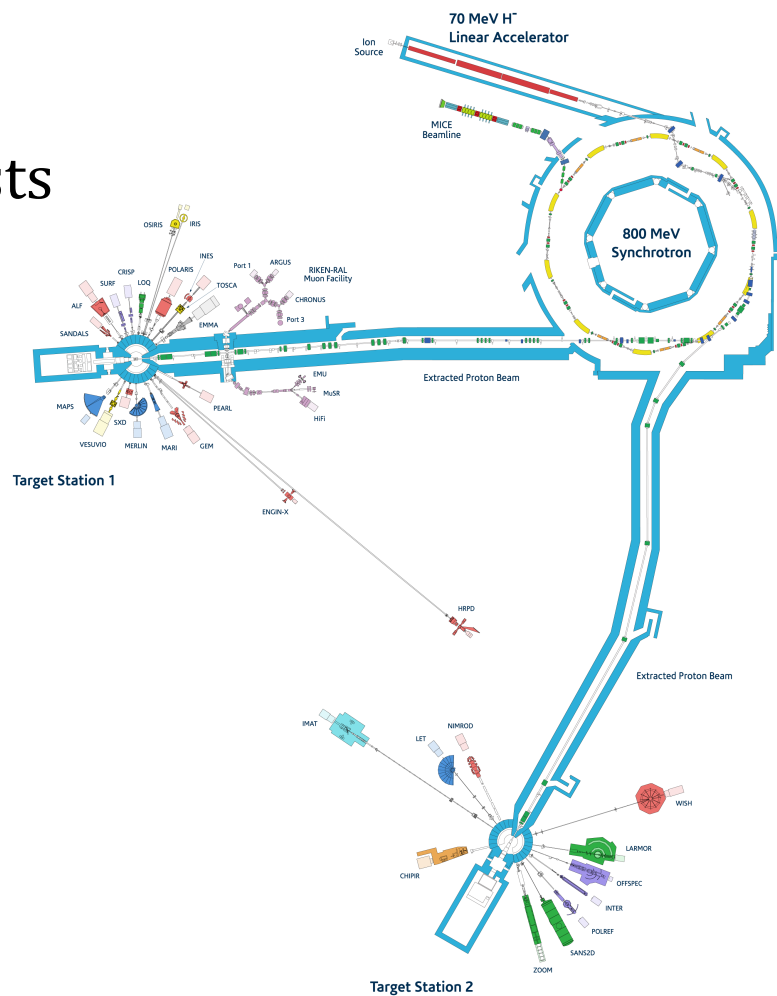 70 MeV H⁻
Linear Accelerator
Ion
Source
MICE
Beamline
sts
800 MeV
Synchrotron
OSIRIS
IRIS
INES
POLARIS
TOSCA
CRISP
LOQ
SURF
ALF
SANDALS
EMMA
Port 1
ARGUS
RIKEN-RAL
Muon Facility
CHRONUS
Port 3
Extracted Proton Beam
EMU
MuSR
HiFi
PEARL
MAPS
SXD
VESUVIO
MERLIN
MARI
GEM
Target Station 1
ENGIN-X
HRPD
Extracted Proton Beam
IMAT
LET
NIMROD
WISH
LARMOR
OFFSPEC
CHIPIR
INTER
POLREF
SANS2D
ZOOM
Target Station 2